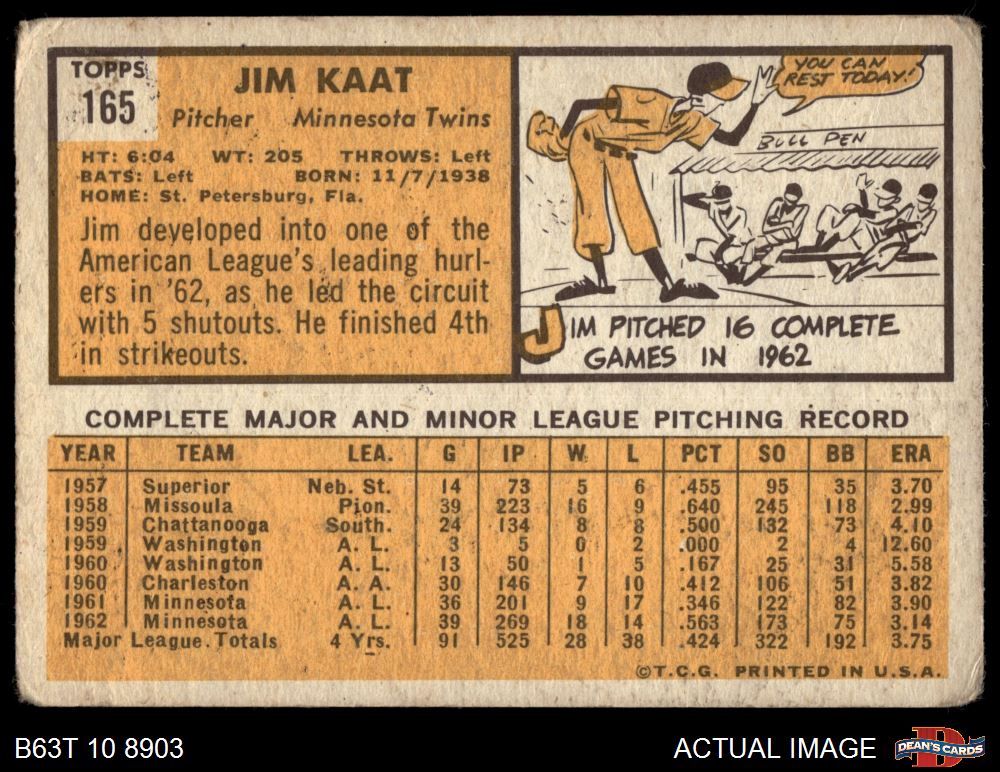 TOPPS
165
JIM KAAT
Pitcher Minnesota Twins
HT: 6:04 WT: 205 THROWS: Left
BATS: Left BORN: 11/7/1938
HOME: St. Petersburg, Fla.
Jim developed into one of the
American League's leading hurl-
ers in '62, as he led the circuit
with 5 shutouts. He finished 4th
in strikeouts.
YOU CAN
REST TODAY!
BULL PEN
JIM PITCHED 16 COMPLETE
GAMES IN 1962
COMPLETE MAJOR AND MINOR LEAGUE PITCHING RECORD
YEAR TEAM LEA. G IP W L PCT SO BB ERA
1957 Superior Neb. St. 14 73 5 6 .455 95 35 3.70
1958 Missoula Pion. 39 223 16 9 .640 245 118 2.99
1959 Chattanooga South. 24 134 8 8 .500 132 73 4.10
1959 Washington A. L. 3 5 0 2 .000 2 4 12.60
1960 Washington A. L. 13 50 1 5 .167 25 31 5.58
1960 Charleston A. A. 30 146 7 10 .412 106 51 3.82
1961 Minnesota A. L. 36 201 9 17 .346 122 82 3.90
1962 Minnesota A. L. 39 269 18 14 .563 173 75 3.14
Major League Totals 4 Yrs. 91 525 28 38 .424 322 192 3.75
©T.C.G. PRINTED IN U.S.A.
B63T 10 8903
ACTUAL IMAGE
D
DEAN'S CARDS